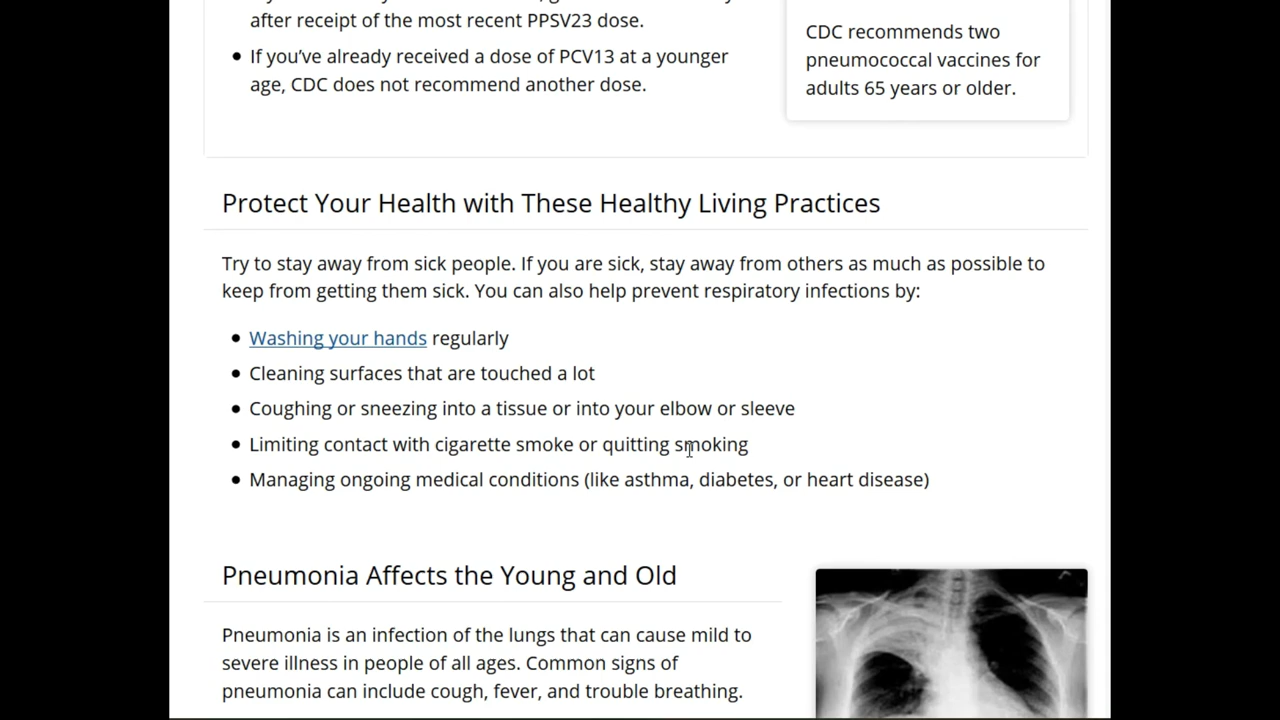 after receipt of the most recent PPSV23 dose.
• If you’ve already received a dose of PCV13 at a younger
age, CDC does not recommend another dose.
CDC recommends two
pneumococcal vaccines for
adults 65 years or older.
Protect Your Health with These Healthy Living Practices
Try to stay away from sick people. If you are sick, stay away from others as much as possible to
keep from getting them sick. You can also help prevent respiratory infections by:
• Washing your hands regularly
• Cleaning surfaces that are touched a lot
• Coughing or sneezing into a tissue or into your elbow or sleeve
• Limiting contact with cigarette smoke or quitting smoking
• Managing ongoing medical conditions (like asthma, diabetes, or heart disease)
Pneumonia Affects the Young and Old
Pneumonia is an infection of the lungs that can cause mild to
severe illness in people of all ages. Common signs of
pneumonia can include cough, fever, and trouble breathing.